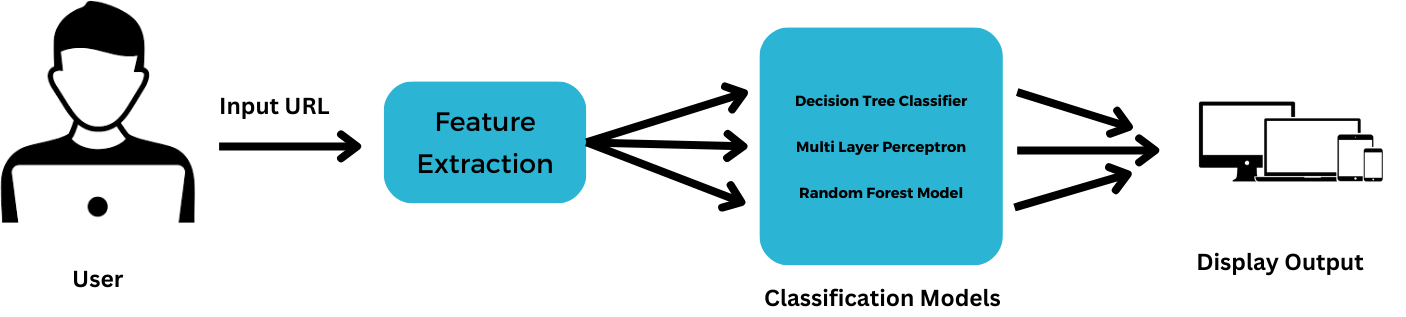 User
Input URL
Feature
Extraction
Decision Tree Classifier
Multi Layer Perceptron
Random Forest Model
Classification Models
Display Output